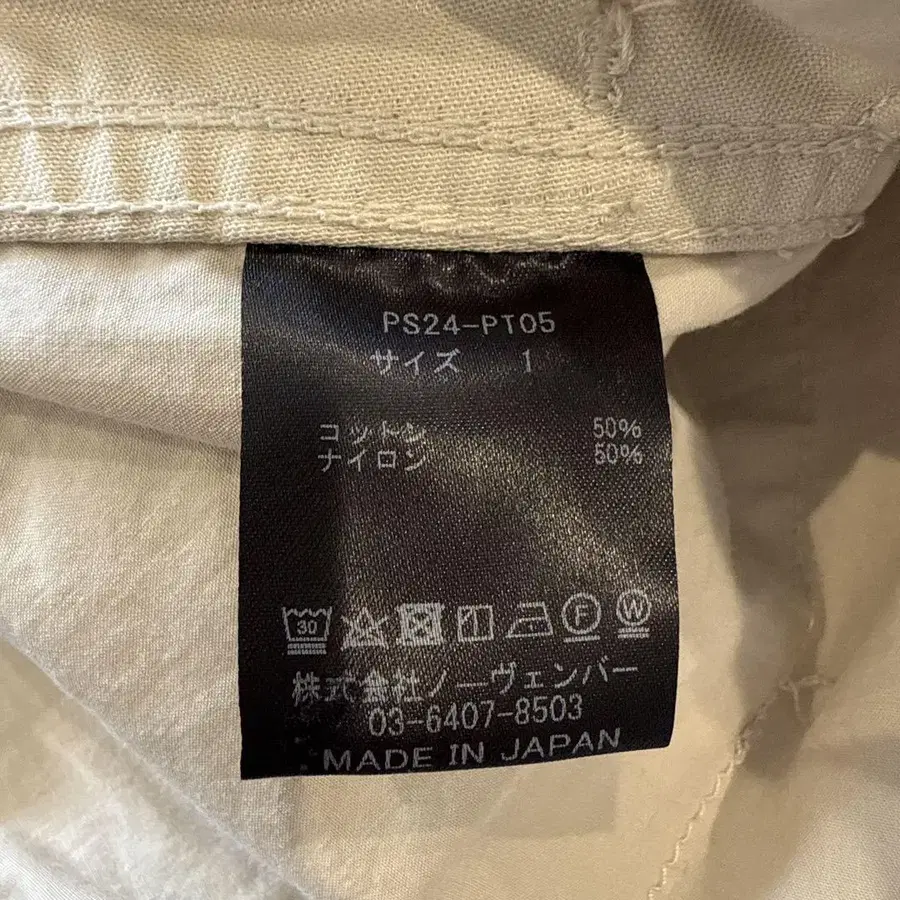 PS24-PT05
サイズ 1
コットン 50%
ナイロン 50%
30 F W
株式会社ノーヴェンバー
03-6407-8503
MADE IN JAPAN